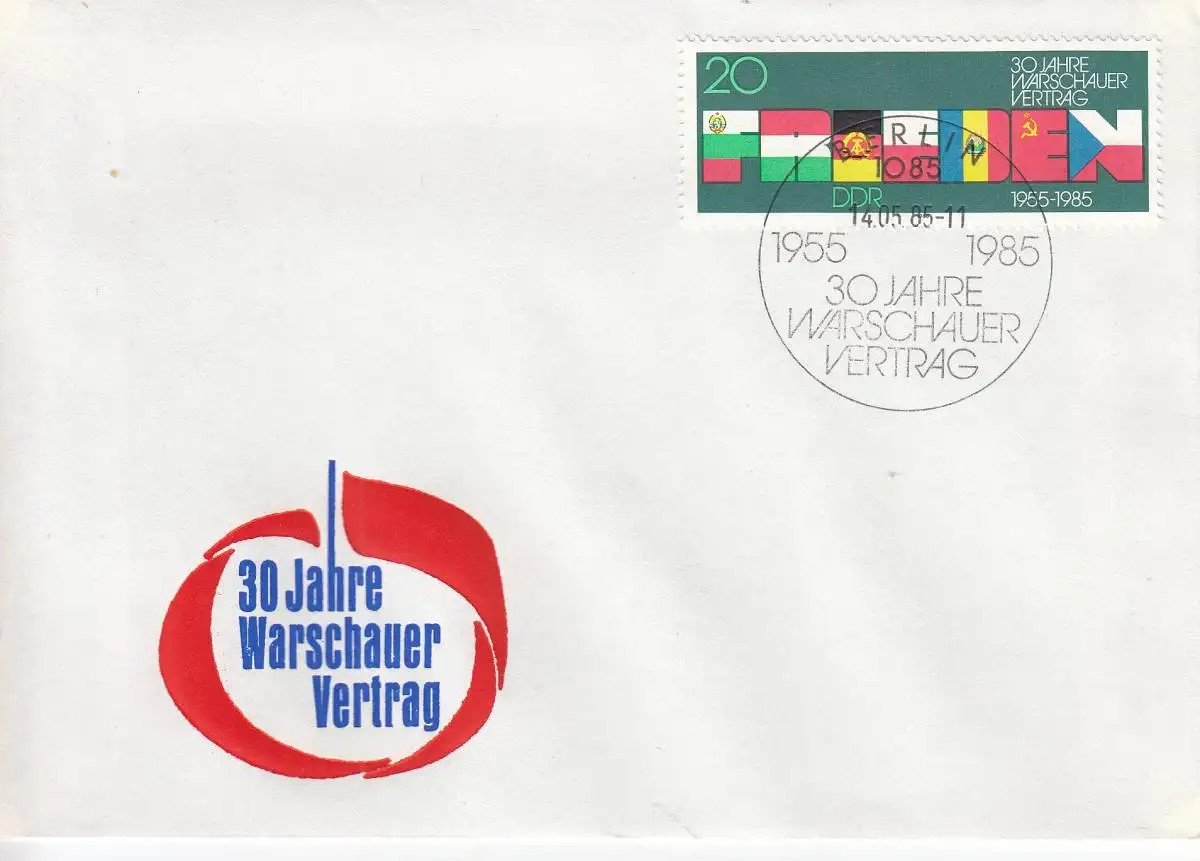 20
30 JAHRE
WARSCHAUER
VERTRAG
FRIEDEN
DDR
1955-1985
BERLIN
1085
14.05.85-11
1955 1985
30 JAHRE
WARSCHAUER
VERTRAG
30 Jahre
Warschauer
Vertrag